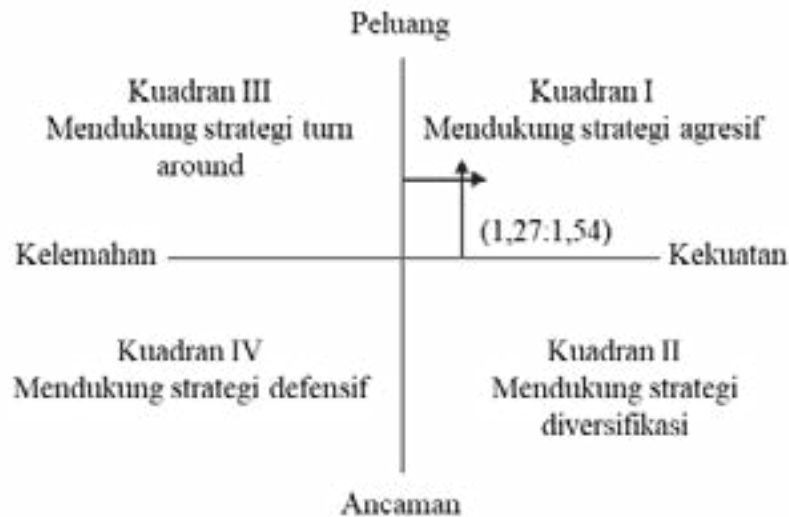 Peluang
Kuadran III
Mendukung strategi turn
around
Kuadran I
Mendukung strategi agresif
(1,27:1,54)
Kelemahan
Kekuatan
Kuadran IV
Mendukung strategi defensif
Kuadran II
Mendukung strategi
diversifikasi
Ancaman